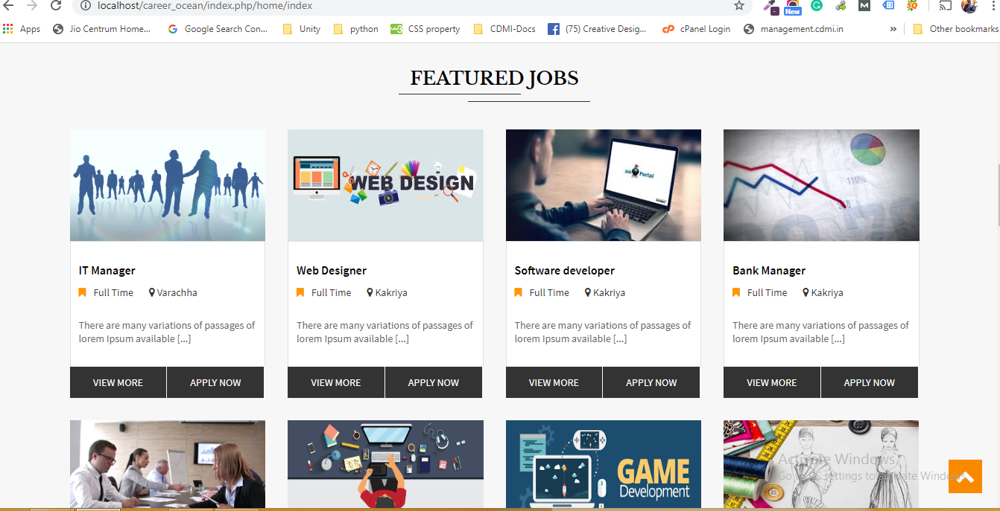 localhost/career_ocean/index.php/home/index
New
Apps
Jio Centrum Home...
Google Search Con...
Unity
python
CSS property
CDMI-Docs
(75) Creative Desig...
cPanel Login
management.cdmi.in
»
Other bookmarks
FEATURED JOBS
WEB DESIGN
Job Portal
110%
IT Manager
Full Time Varachha
There are many variations of passages of
lorem Ipsum available [...]
VIEW MORE APPLY NOW
Web Designer
Full Time Kakriya
There are many variations of passages of
lorem Ipsum available [...]
VIEW MORE APPLY NOW
Software developer
Full Time Kakriya
There are many variations of passages of
lorem Ipsum available [...]
VIEW MORE APPLY NOW
Bank Manager
Full Time Kakriya
There are many variations of passages of
lorem Ipsum available [...]
VIEW MORE APPLY NOW
GAME
Development
Activate Windows